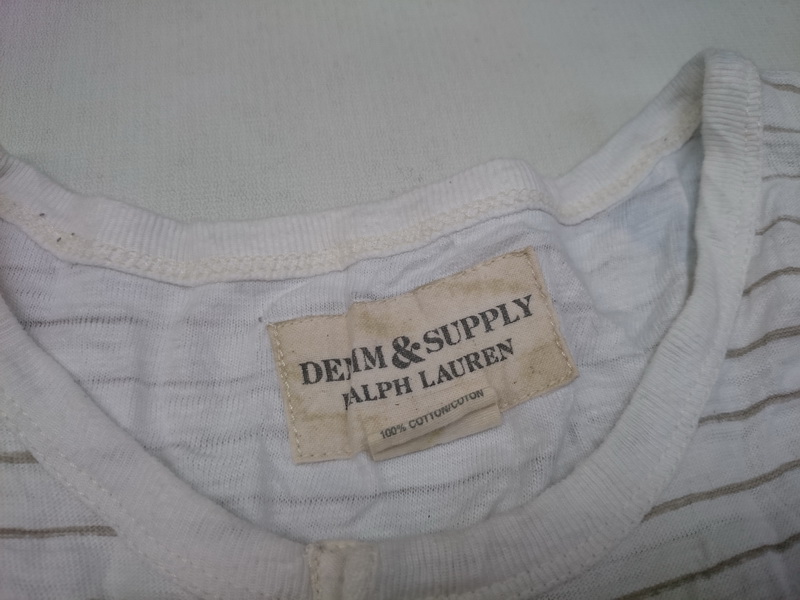 DENIM & SUPPLY
RALPH LAUREN
100% COTTON/COTON